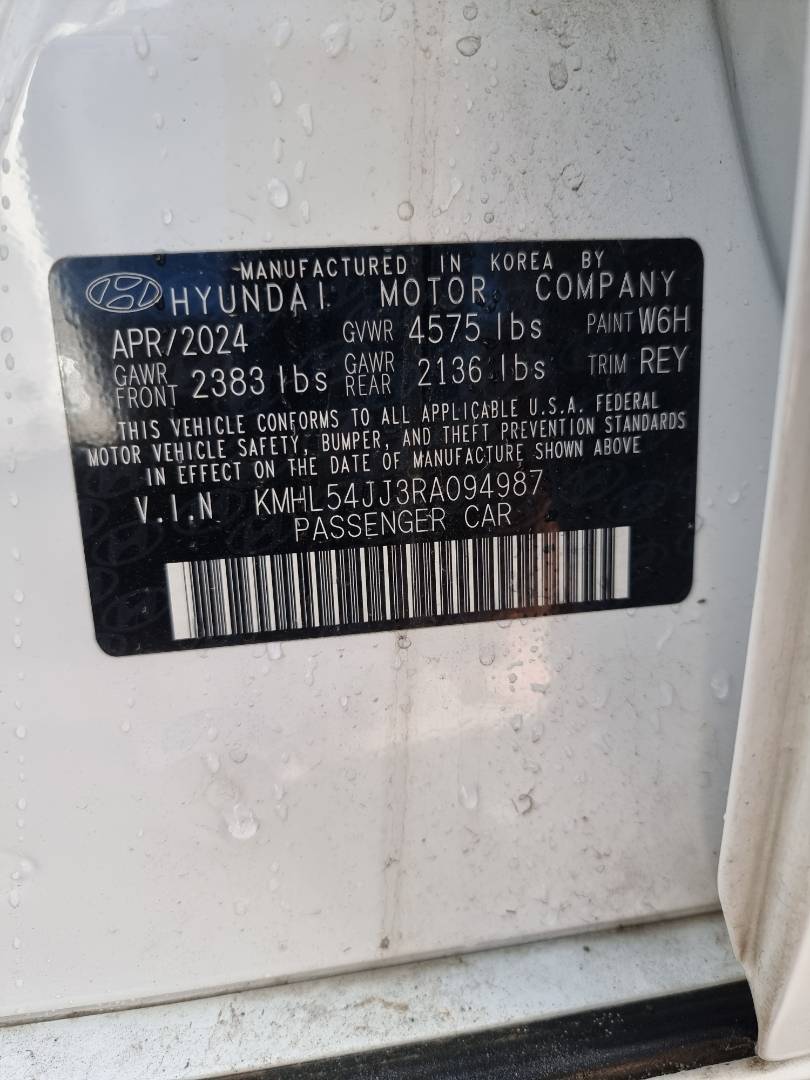 MANUFACTURED IN KOREA BY
HYUNDAI MOTOR COMPANY
APR/2024 GVWR 4575 lbs PAINT W6H
GAWR FRONT 2383 lbs GAWR REAR 2136 lbs TRIM REY
THIS VEHICLE CONFORMS TO ALL APPLICABLE U.S.A. FEDERAL
MOTOR VEHICLE SAFETY, BUMPER, AND THEFT PREVENTION STANDARDS
IN EFFECT ON THE DATE OF MANUFACTURE SHOWN ABOVE
V.I.N KMHL54JJ3RA094987
PASSENGER CAR